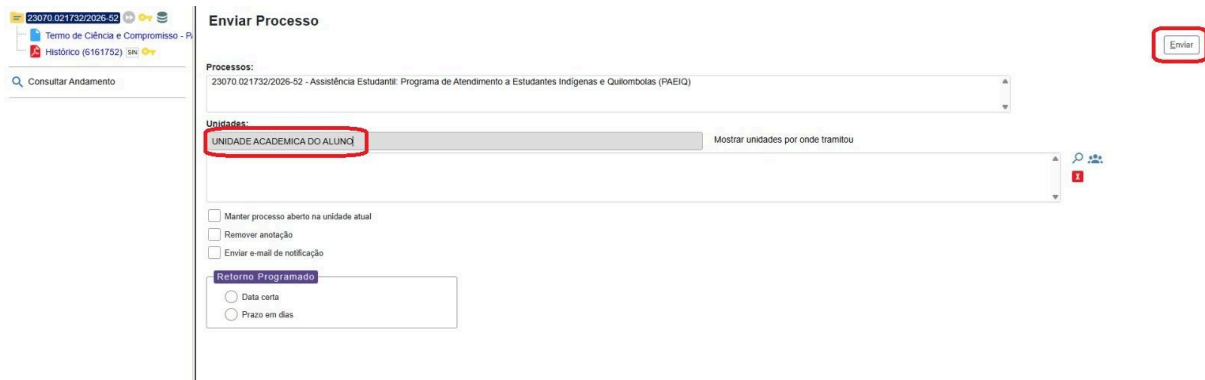 23070.021732/2026-52
Termo de Ciência e Compromisso - PA
Histórico (6161752) SIN
Consultar Andamento
Enviar Processo
Enviar
Processos:
23070.021732/2026-52 - Assistência Estudantil: Programa de Atendimento a Estudantes Indígenas e Quilombolas (PAEIQ)
Unidades:
UNIDADE ACADEMICA DO ALUNO
Mostrar unidades por onde tramitou
Manter processo aberto na unidade atual
Remover anotação
Enviar e-mail de notificação
Retorno Programado
Data certa
Prazo em dias